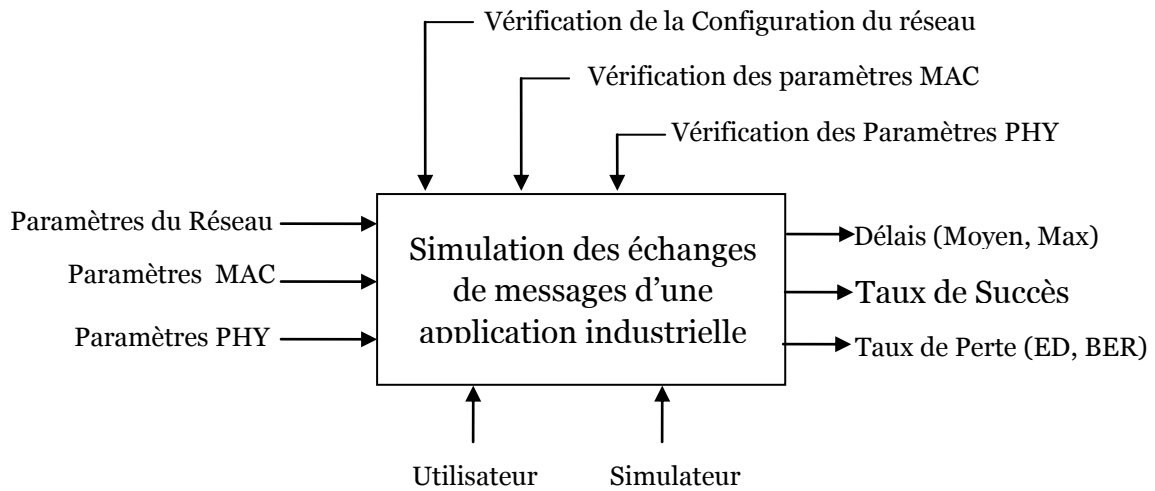 Vérification de la Configuration du réseau
Vérification des paramètres MAC
Vérification des Paramètres PHY
Paramètres du Réseau
Paramètres MAC
Paramètres PHY
Simulation des échanges
de messages d'une
application industrielle
Délais (Moyen, Max)
Taux de Succès
Taux de Perte (ED, BER)
Utilisateur
Simulateur